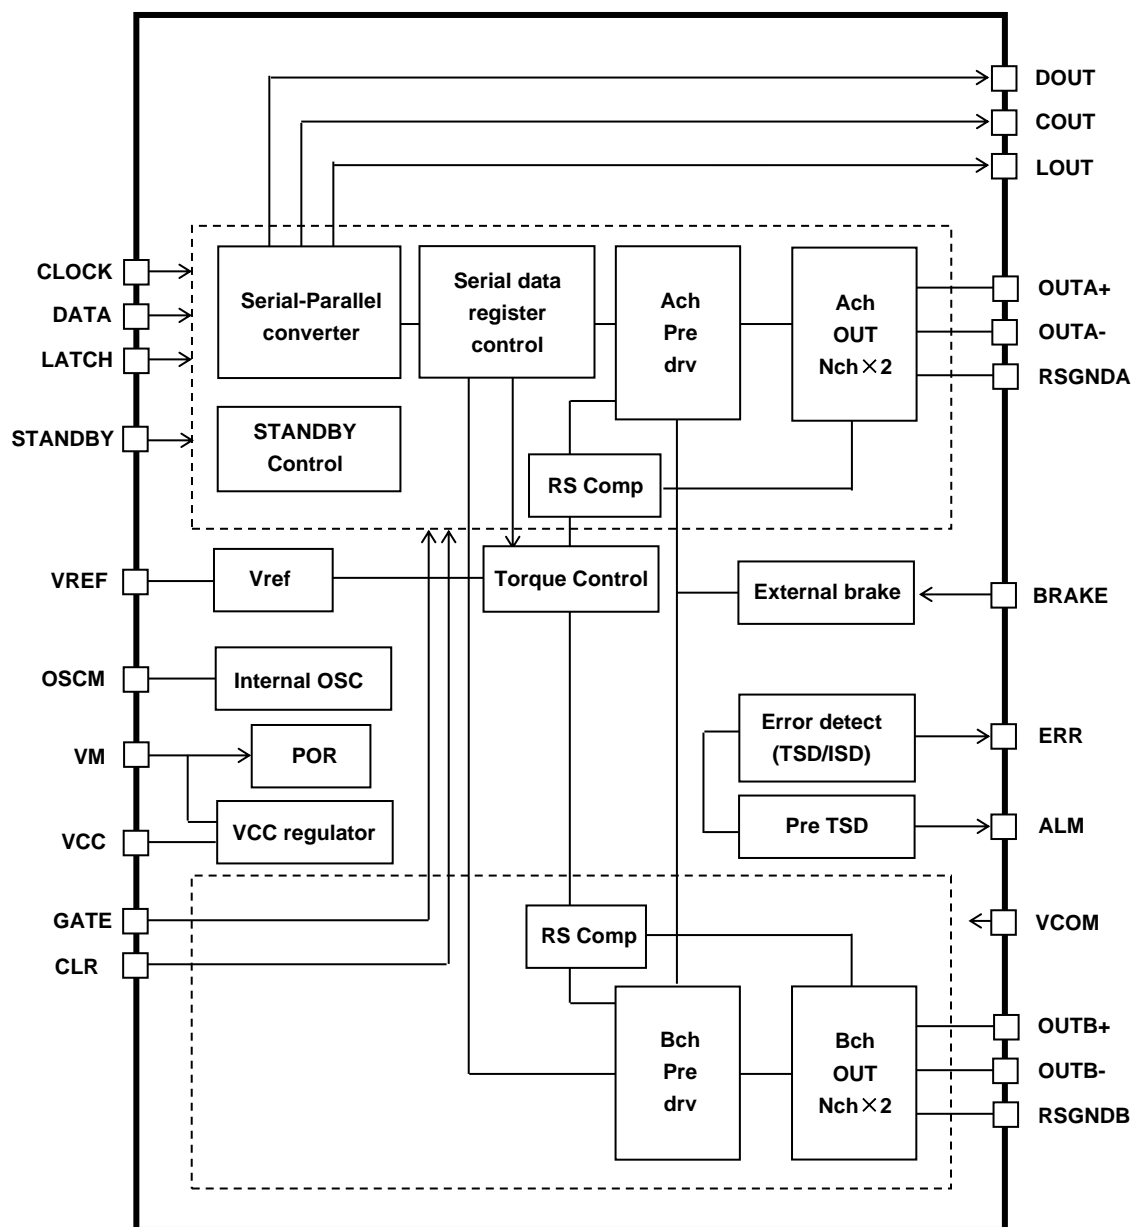 DOUT
COUT
LOUT
CLOCK
DATA
LATCH
STANDBY
Serial-Parallel
converter
Serial data
register
control
Ach
Pre
drv
Ach
OUT
Nch×2
OUTA+
OUTA-
RSGNDA
STANDBY
Control
RS Comp
VREF
Vref
Torque Control
External brake
BRAKE
OSCM
Internal OSC
VM
POR
Error detect
(TSD/ISD)
ERR
VCC
VCC regulator
Pre TSD
ALM
GATE
CLR
RS Comp
VCOM
Bch
Pre
drv
Bch
OUT
Nch×2
OUTB+
OUTB-
RSGNDB